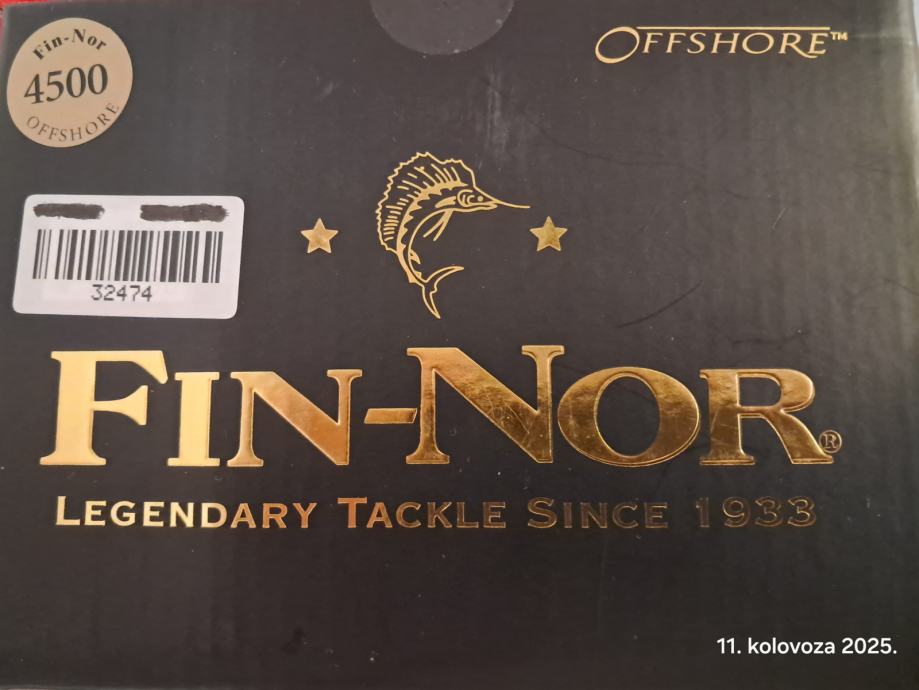 Fin-Nor
4500
OFFSHORE
OFFSHORE™
32474
FIN-NOR®
LEGENDARY TACKLE SINCE 1933
11. kolovoza 2025.